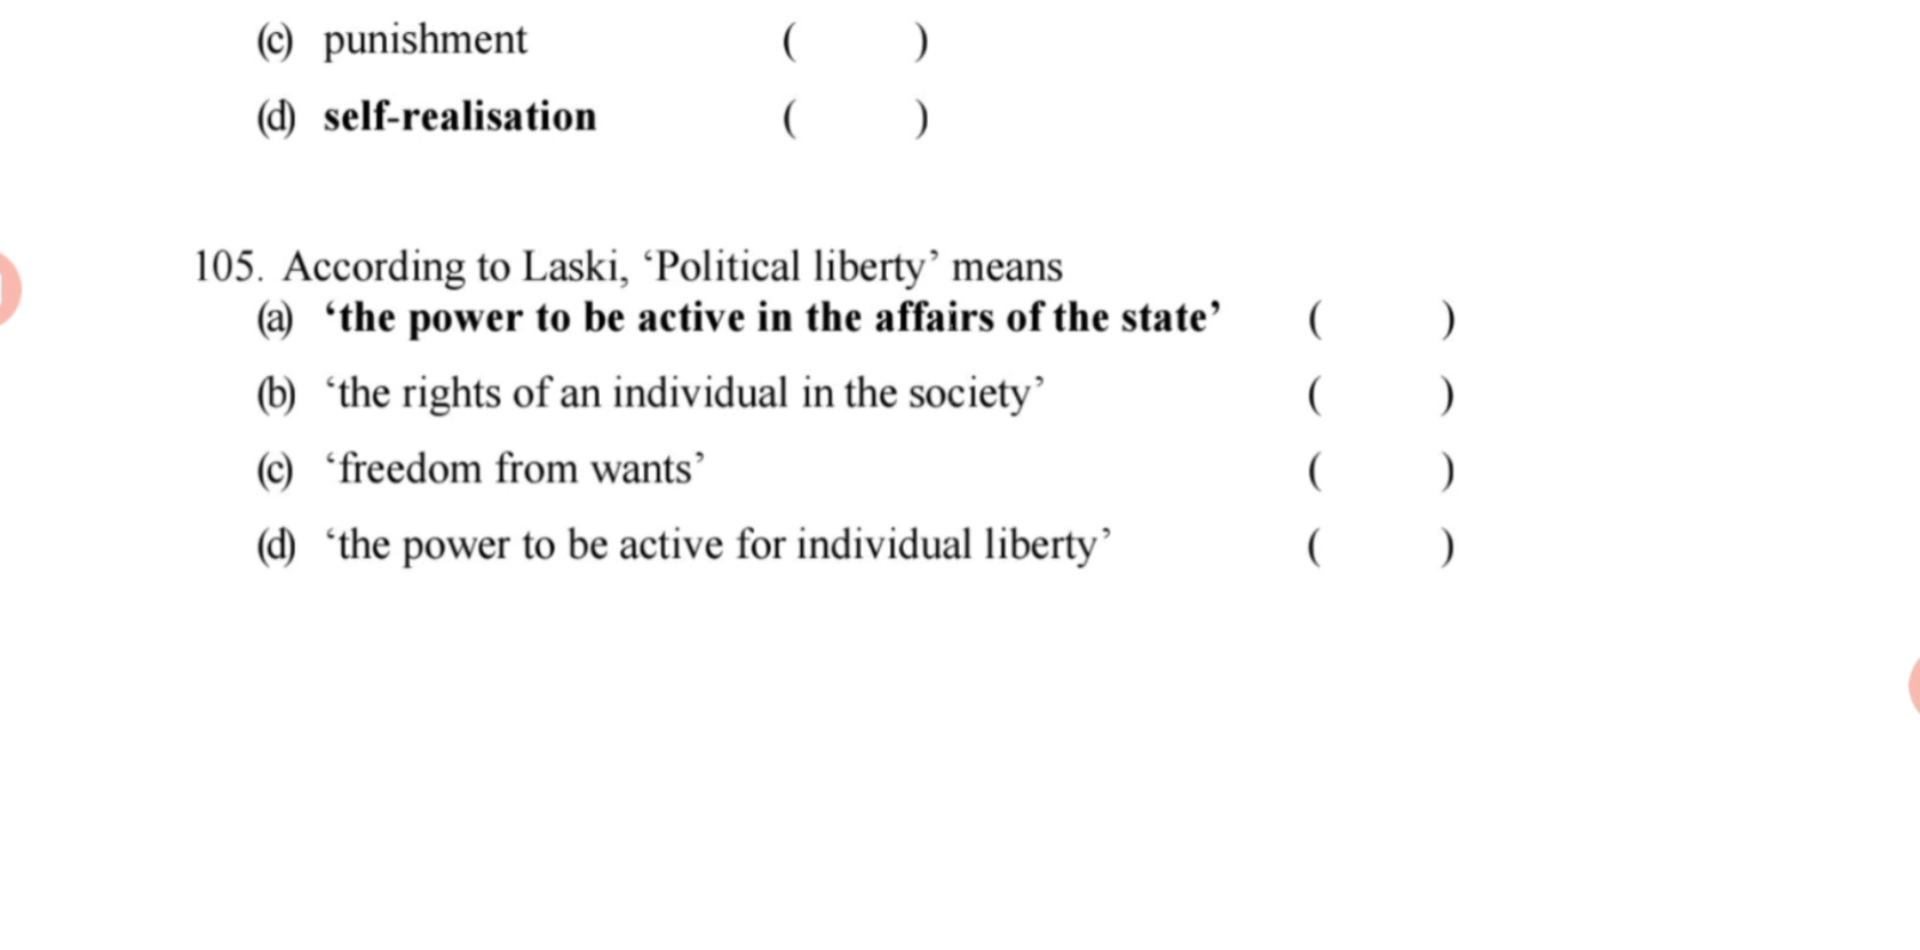 (c) punishment ( )
(d) self-realisation ( )
105. According to Laski, ‘Political liberty’ means
(a) ‘the power to be active in the affairs of the state’ ( )
(b) ‘the rights of an individual in the society’ ( )
(c) ‘freedom from wants’ ( )
(d) ‘the power to be active for individual liberty’ ( )